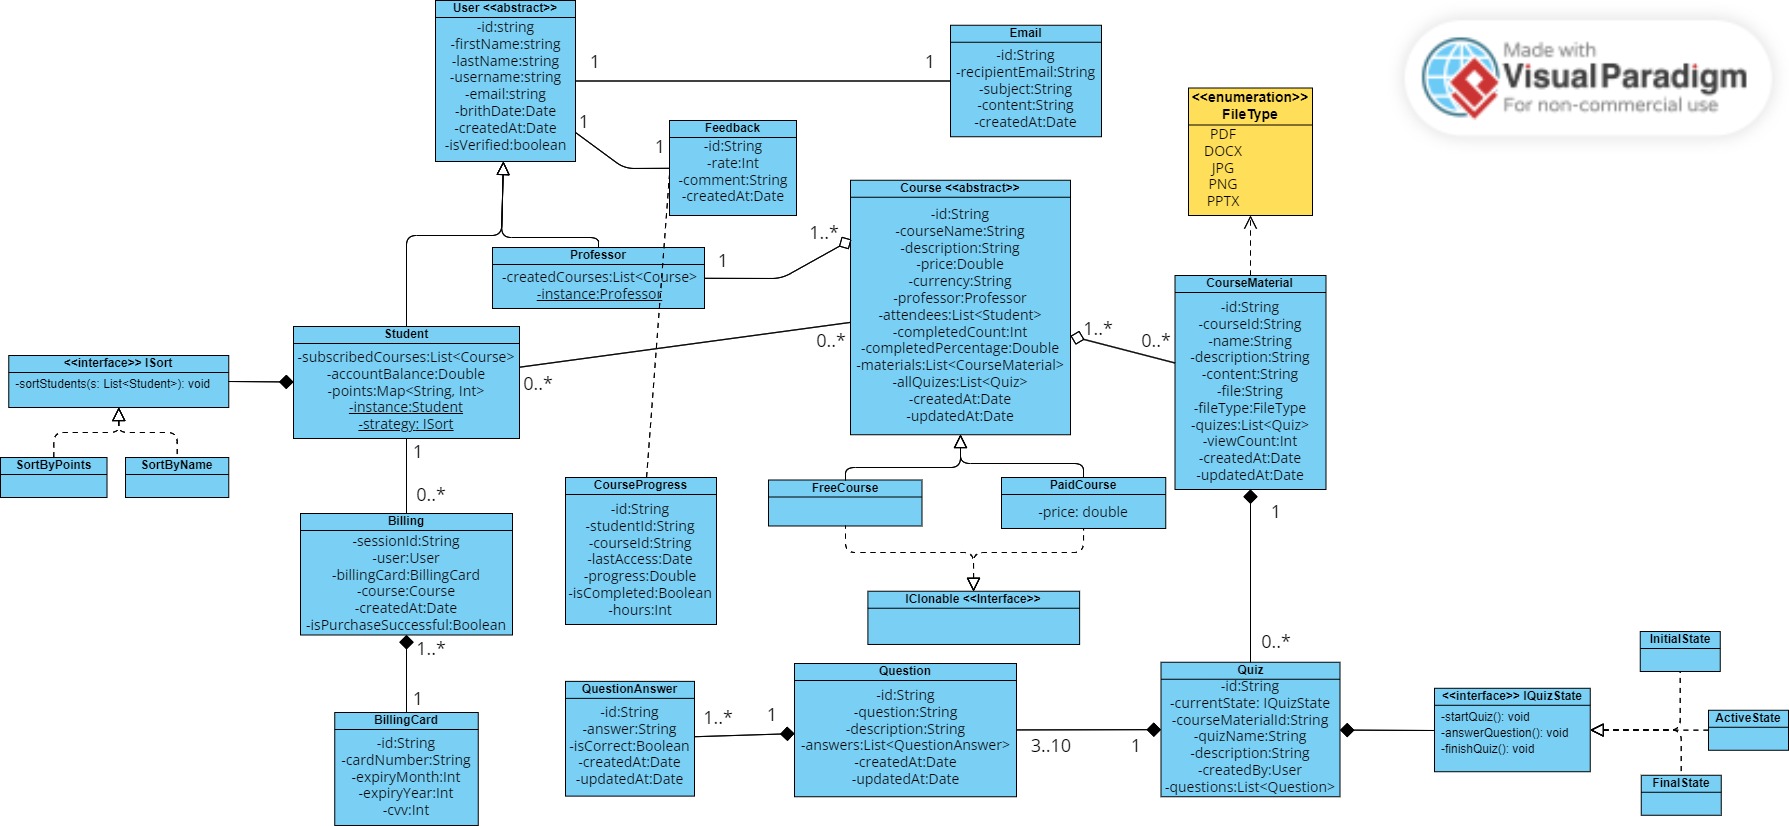 User <<abstract>>
-id:string
-firstName:string
-lastName:string
-username:string
-email:string
-brithDate:Date
-createdAt:Date
-isVerified:boolean
1
1
Email
-id:String
-recipientEmail:String
-subject:String
-content:String
-createdAt:Date
Made with
Visual Paradigm
For non-commercial use
<<enumeration>>
FileType
PDF
DOCX
JPG
PNG
PPTX
1
1
Feedback
-id:String
-rate:Int
-comment:String
-createdAt:Date
Professor
-createdCourses:List<Course>
-instance:Professor
1
1..*
Course <<abstract>>
-id:String
-courseName:String
-description:String
-price:Double
-currency:String
-professor:Professor
-attendees:List<Student>
-completedCount:Int
-completedPercentage:Double
-materials:List<CourseMaterial>
-allQuizes:List<Quiz>
-createdAt:Date
-updatedAt:Date
1..*
0..*
CourseMaterial
-id:String
-courseId:String
-name:String
-description:String
-content:String
-file:String
-fileType:FileType
-quizes:List<Quiz>
-viewCount:Int
-createdAt:Date
-updatedAt:Date
<<interface>> ISort
-sortStudents(s: List<Student>): void
SortByPoints
SortByName
Student
-subscribedCourses:List<Course>
-accountBalance:Double
-points:Map<String, Int>
-instance:Student
-strategy: ISort
0..*
0..*
1
0..*
Billing
-sessionId:String
-user:User
-billingCard:BillingCard
-course:Course
-createdAt:Date
-isPurchaseSuccessful:Boolean
1..*
1
BillingCard
-id:String
-cardNumber:String
-expiryMonth:Int
-expiryYear:Int
-cvv:Int
CourseProgress
-id:String
-studentId:String
-courseId:String
-lastAccess:Date
-progress:Double
-isCompleted:Boolean
-hours:Int
FreeCourse
PaidCourse
-price: double
IClonable <<Interface>>
1
0..*
QuestionAnswer
-id:String
-answer:String
-isCorrect:Boolean
-createdAt:Date
-updatedAt:Date
1..*
1
Question
-id:String
-question:String
-description:String
-answers:List<QuestionAnswer>
-createdAt:Date
-updatedAt:Date
3..10
1
Quiz
-id:String
-currentState: IQuizState
-courseMaterialId:String
-quizName:String
-description:String
-createdBy:User
-questions:List<Question>
<<interface>> IQuizState
-startQuiz(): void
-answerQuestion(): void
-finishQuiz(): void
InitialState
ActiveState
FinalState